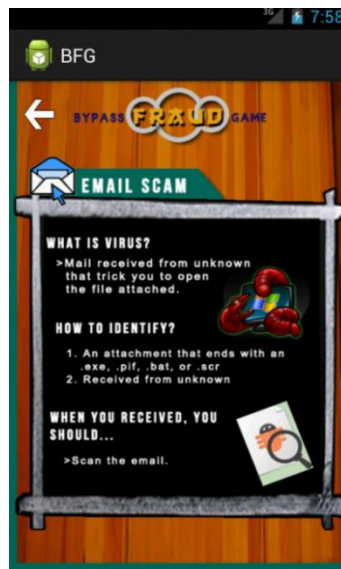 3G 7:58
BFG
BYPASS FRAUD GAME
EMAIL SCAM
WHAT IS VIRUS?
>Mail received from unknown
that trick you to open
the file attached.
HOW TO IDENTIFY?
1. An attachment that ends with an
.exe, .pif, .bat, or .scr
2. Received from unknown
WHEN YOU RECEIVED, YOU
SHOULD...
>Scan the email.